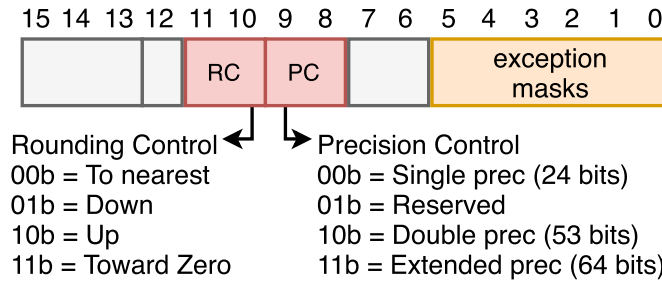 15 14 13 12 11 10 9 8 7 6 5 4 3 2 1 0
RC PC exception
masks
Rounding Control
00b = To nearest
01b = Down
10b = Up
11b = Toward Zero
Precision Control
00b = Single prec (24 bits)
01b = Reserved
10b = Double prec (53 bits)
11b = Extended prec (64 bits)